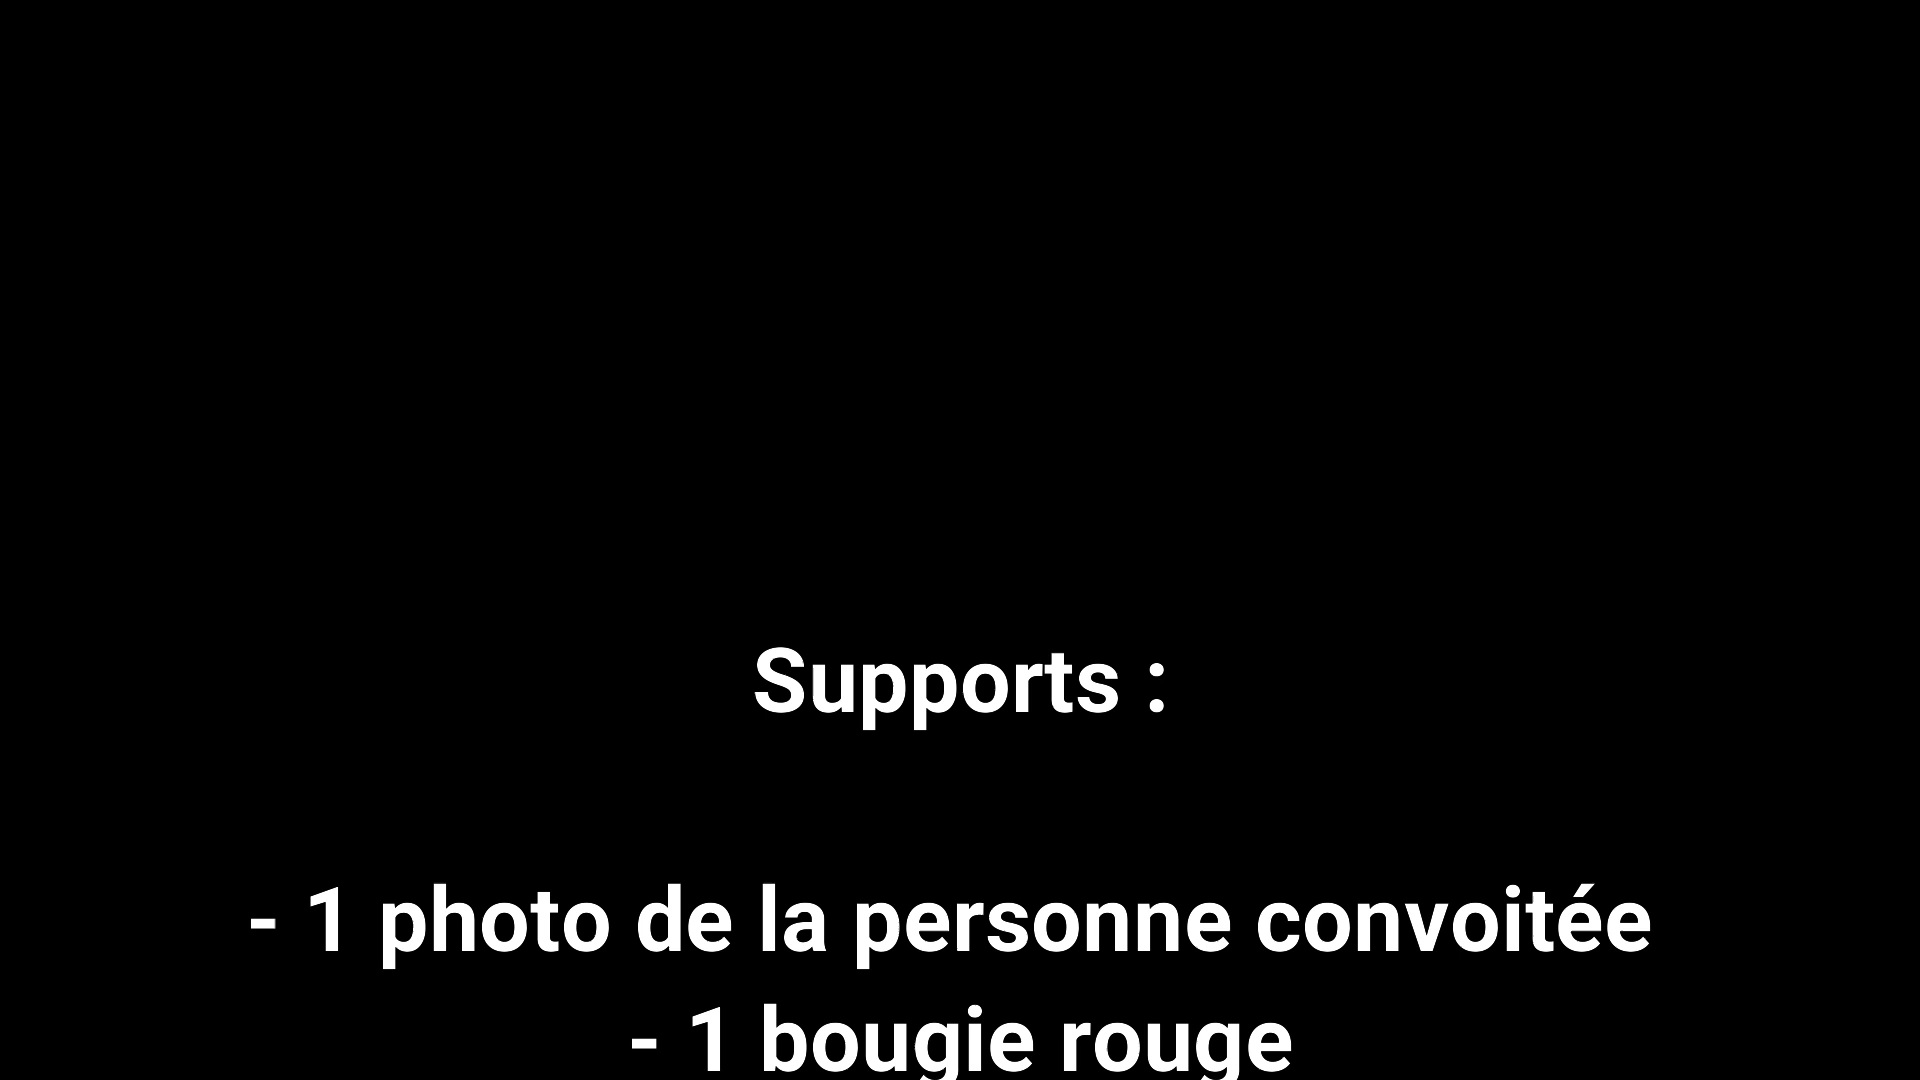 Supports :
- 1 photo de la personne convoitée
- 1 bougie rouge